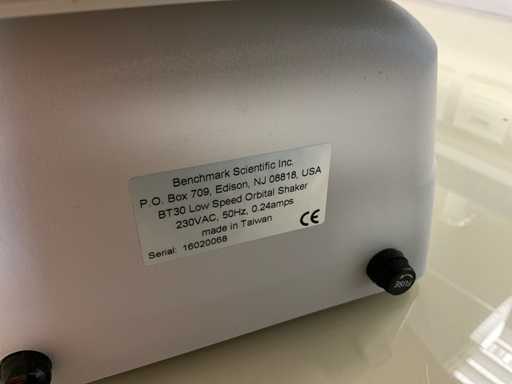 Benchmark Scientific Inc.
P.O. Box 709, Edison, NJ 08818, USA
BT30 Low Speed Orbital Shaker
230VAC, 50Hz, 0.24amps
made in Taiwan
CE
Serial: 16020068
FUSE